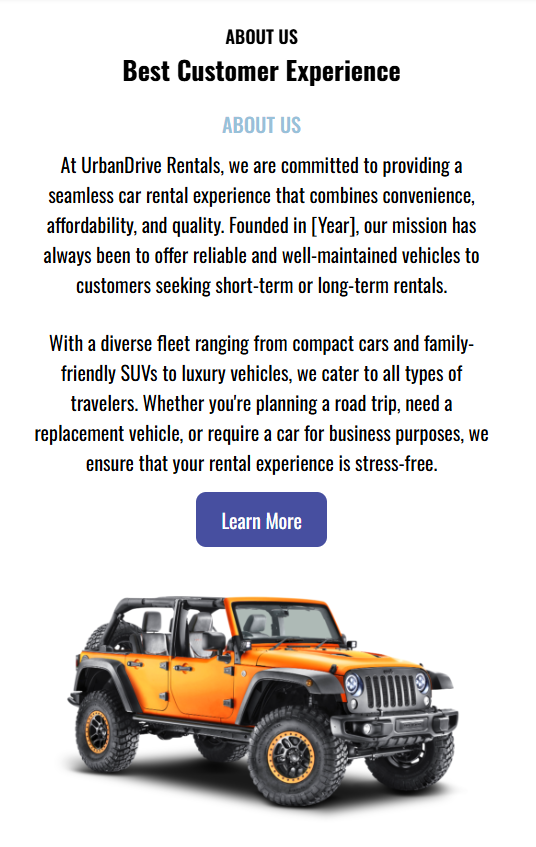 ABOUT US
Best Customer Experience
ABOUT US
At UrbanDrive Rentals, we are committed to providing a
seamless car rental experience that combines convenience,
affordability, and quality. Founded in [Year], our mission has
always been to offer reliable and well-maintained vehicles to
customers seeking short-term or long-term rentals.
With a diverse fleet ranging from compact cars and family-
friendly SUVs to luxury vehicles, we cater to all types of
travelers. Whether you're planning a road trip, need a
replacement vehicle, or require a car for business purposes, we
ensure that your rental experience is stress-free.
Learn More